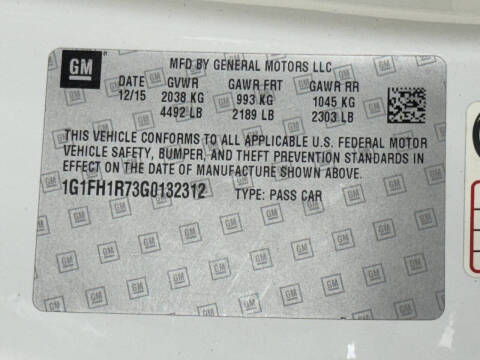 GM
MFD BY GENERAL MOTORS LLC
DATE GVWR GAWR FRT GAWR RR
12/15 2038 KG 993 KG 1045 KG
4492 LB 2189 LB 2303 LB
THIS VEHICLE CONFORMS TO ALL APPLICABLE U.S. FEDERAL MOTOR
VEHICLE SAFETY, BUMPER, AND THEFT PREVENTION STANDARDS IN
EFFECT ON THE DATE OF MANUFACTURE SHOWN ABOVE.
1G1FH1R73G0132312 TYPE: PASS CAR